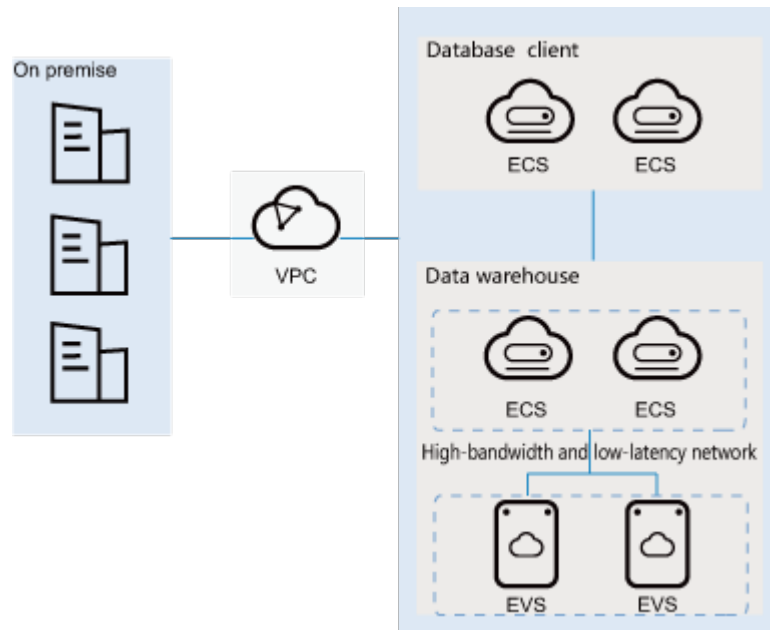 On premise
VPC
Database client
ECS ECS
Data warehouse
ECS ECS
High-bandwidth and low-latency network
EVS EVS